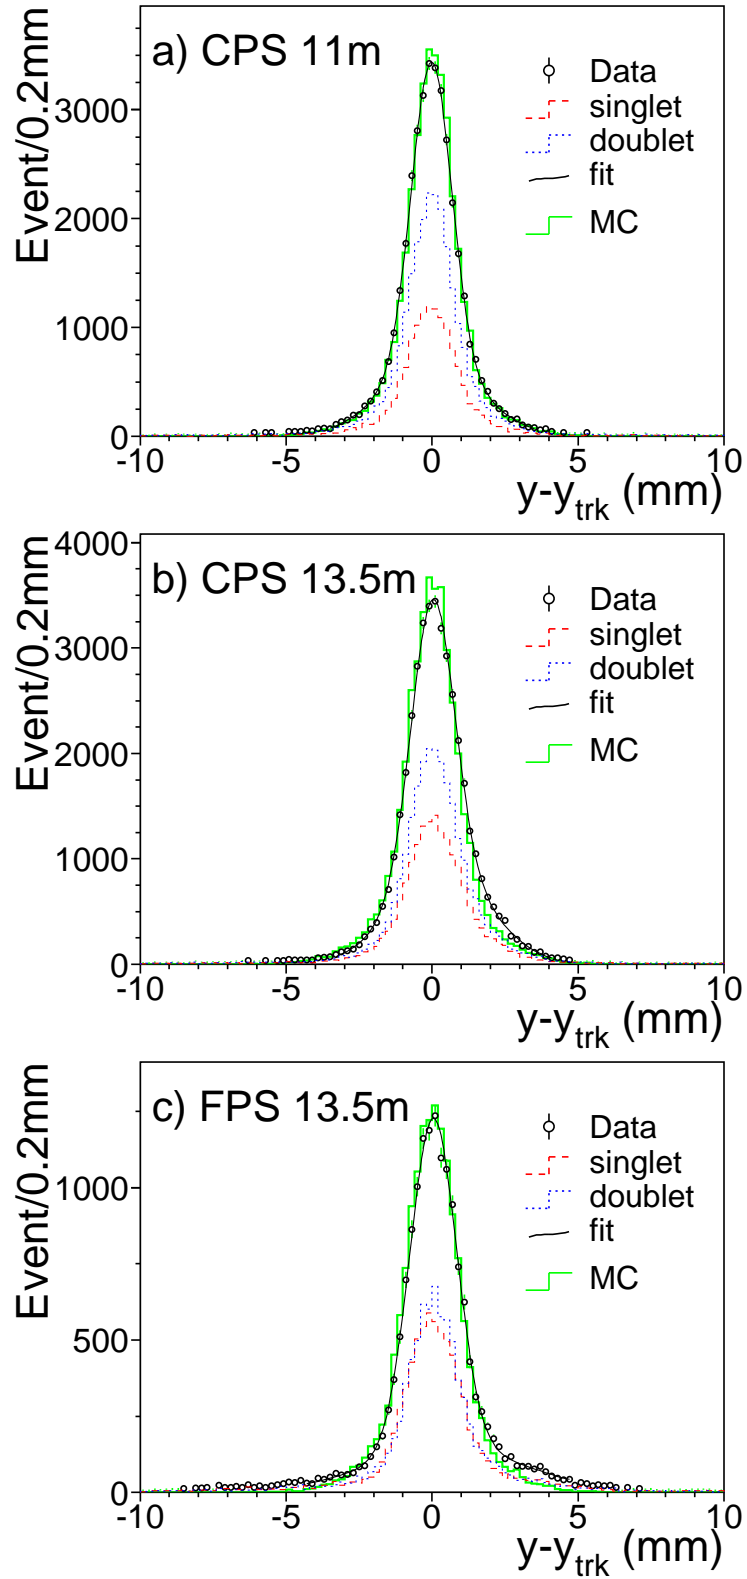 a) CPS 11m
Event/0.2mm
Data
singlet
doublet
fit
MC
3000
2000
1000
0
-10 -5 0 5 10
y-y_trk (mm)
b) CPS 13.5m
Event/0.2mm
Data
singlet
doublet
fit
MC
4000
3000
2000
1000
0
-10 -5 0 5 10
y-y_trk (mm)
c) FPS 13.5m
Event/0.2mm
Data
singlet
doublet
fit
MC
1000
500
0
-10 -5 0 5 10
y-y_trk (mm)